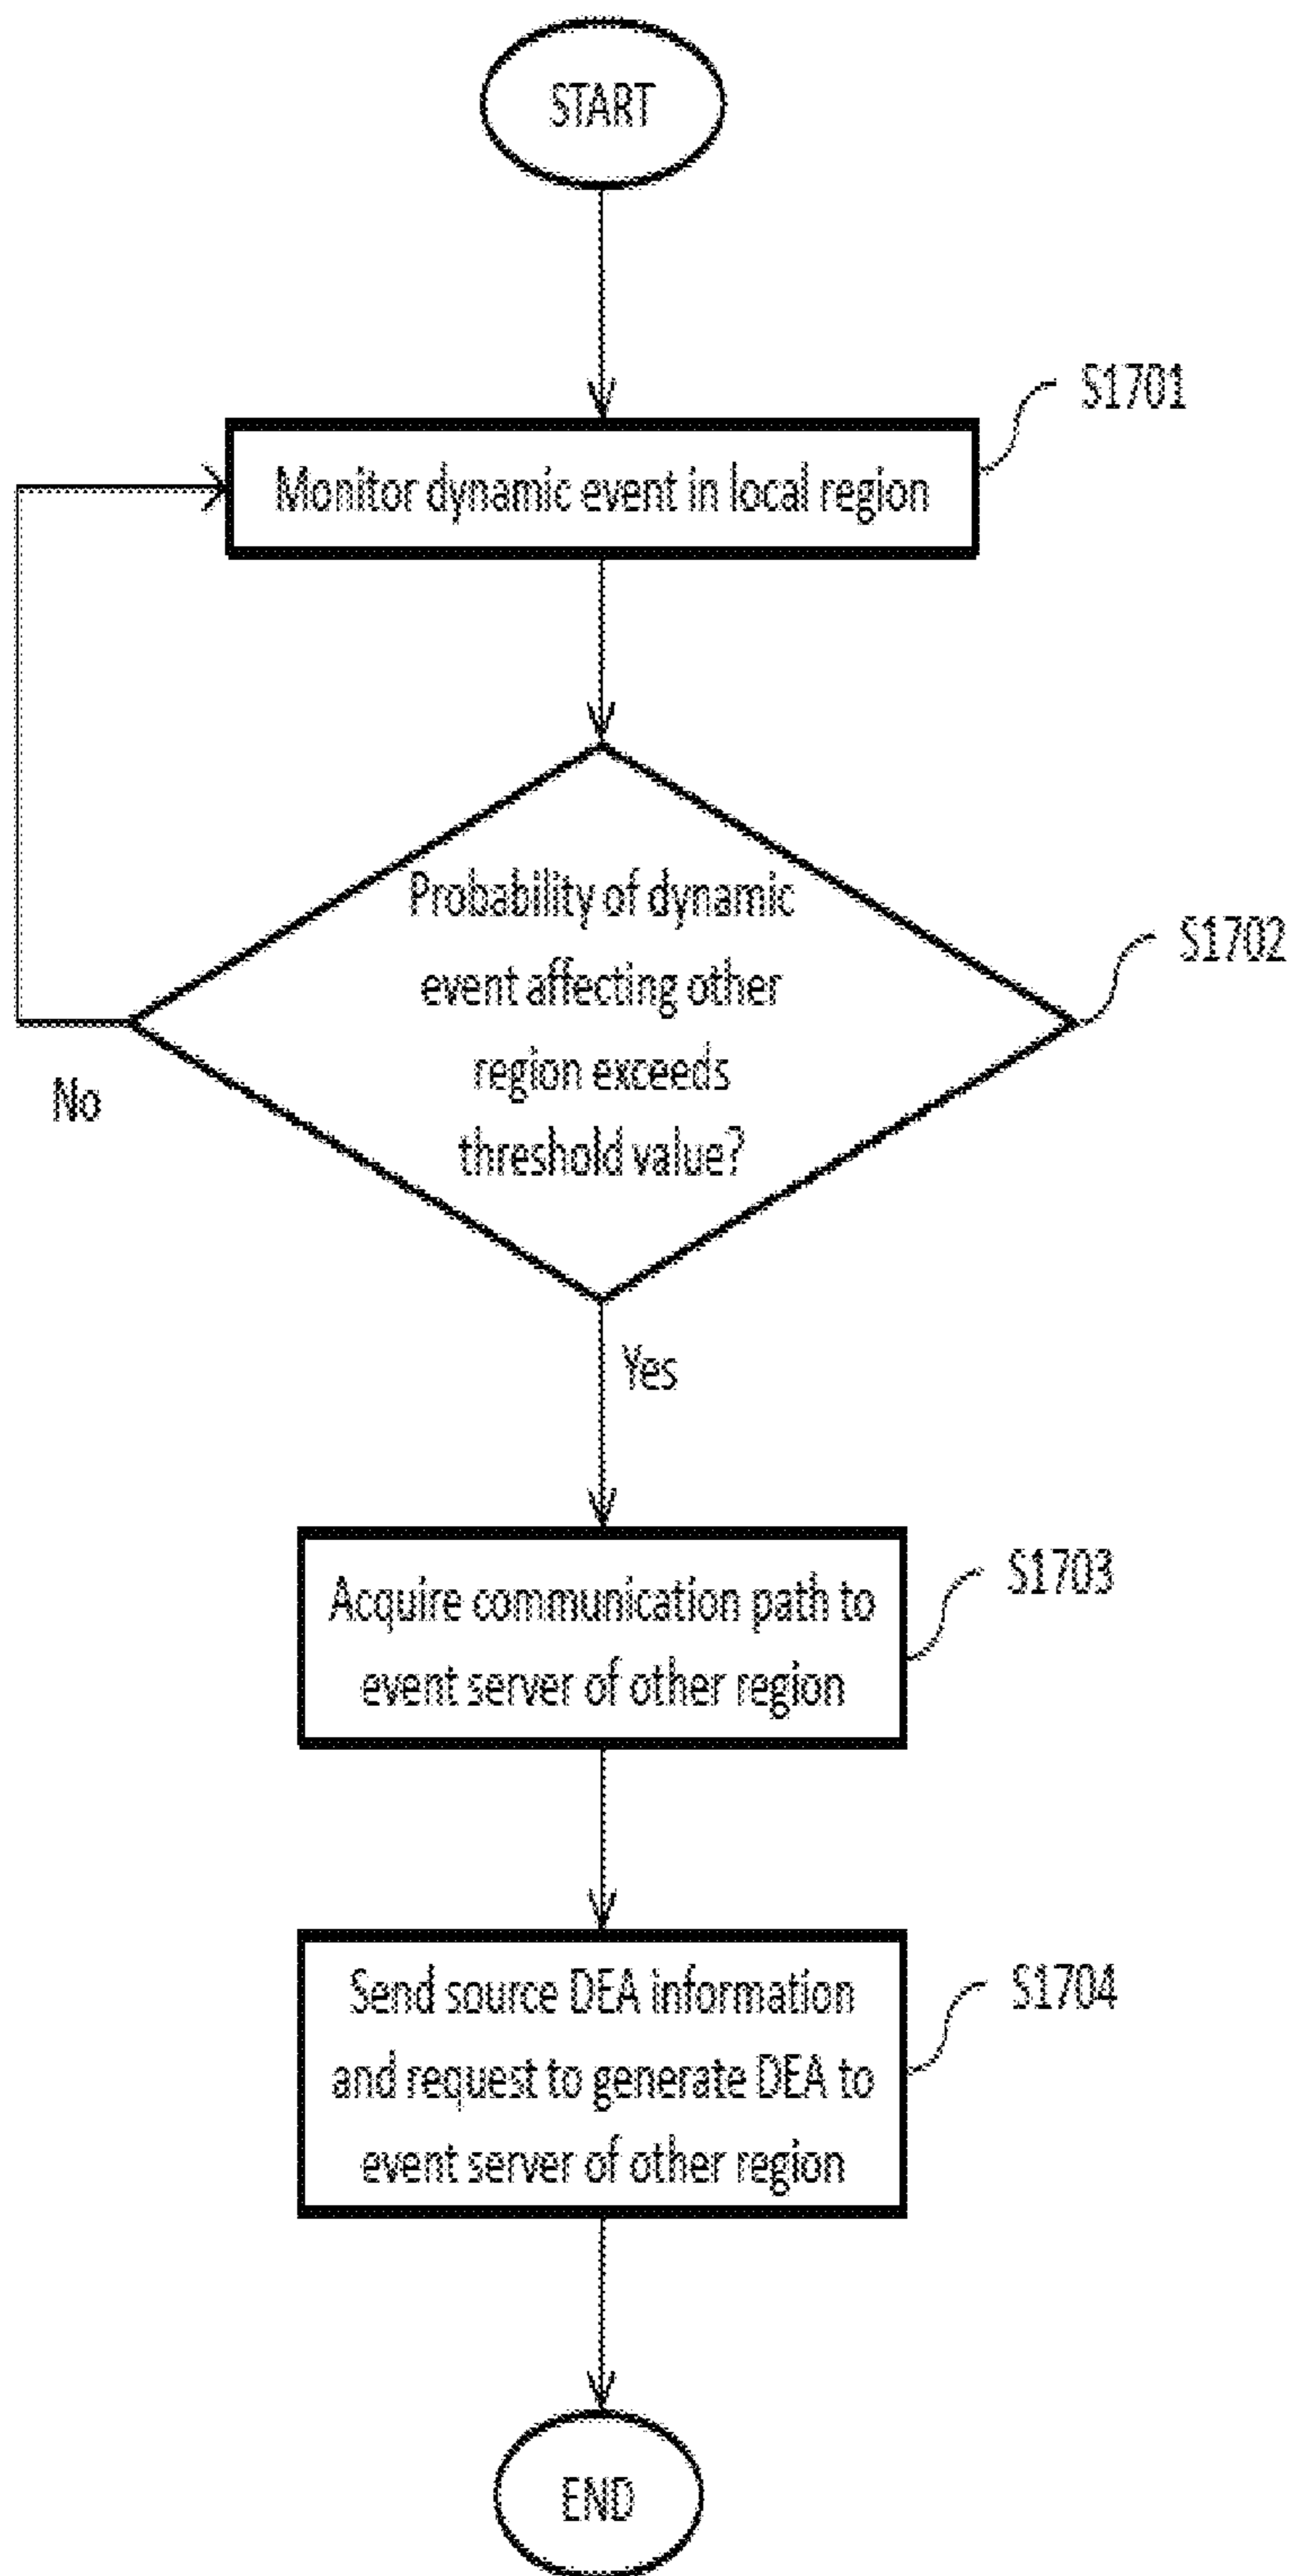 START
S1701
Monitor dynamic event in local region
Probability of dynamic
event affecting other
region exceeds
threshold value?
S1702
No
Yes
S1703
Acquire communication path to
event server of other region
S1704
Send source DEA information
and request to generate DEA to
event server of other region
END